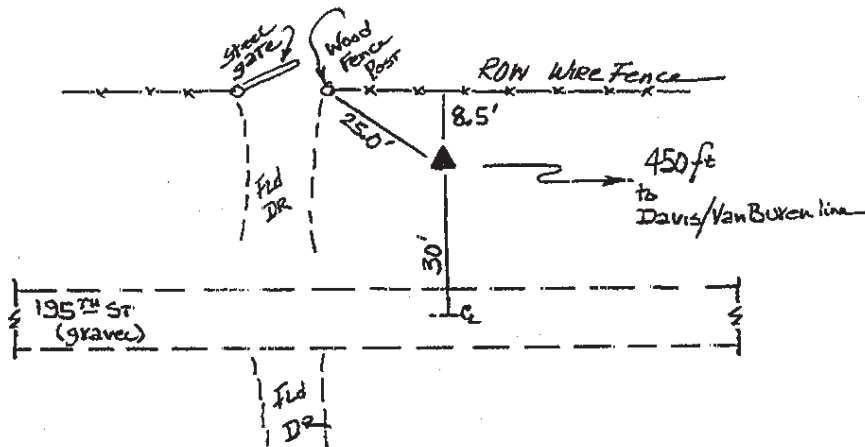 Steel
gate
Wood
Fence
Post
ROW Wire Fence
25.0'
8.5'
450 ft
to
Davis/VanBuren line
Fld
DR
30'
195TH ST
(gravel)
CL
Fld
DR